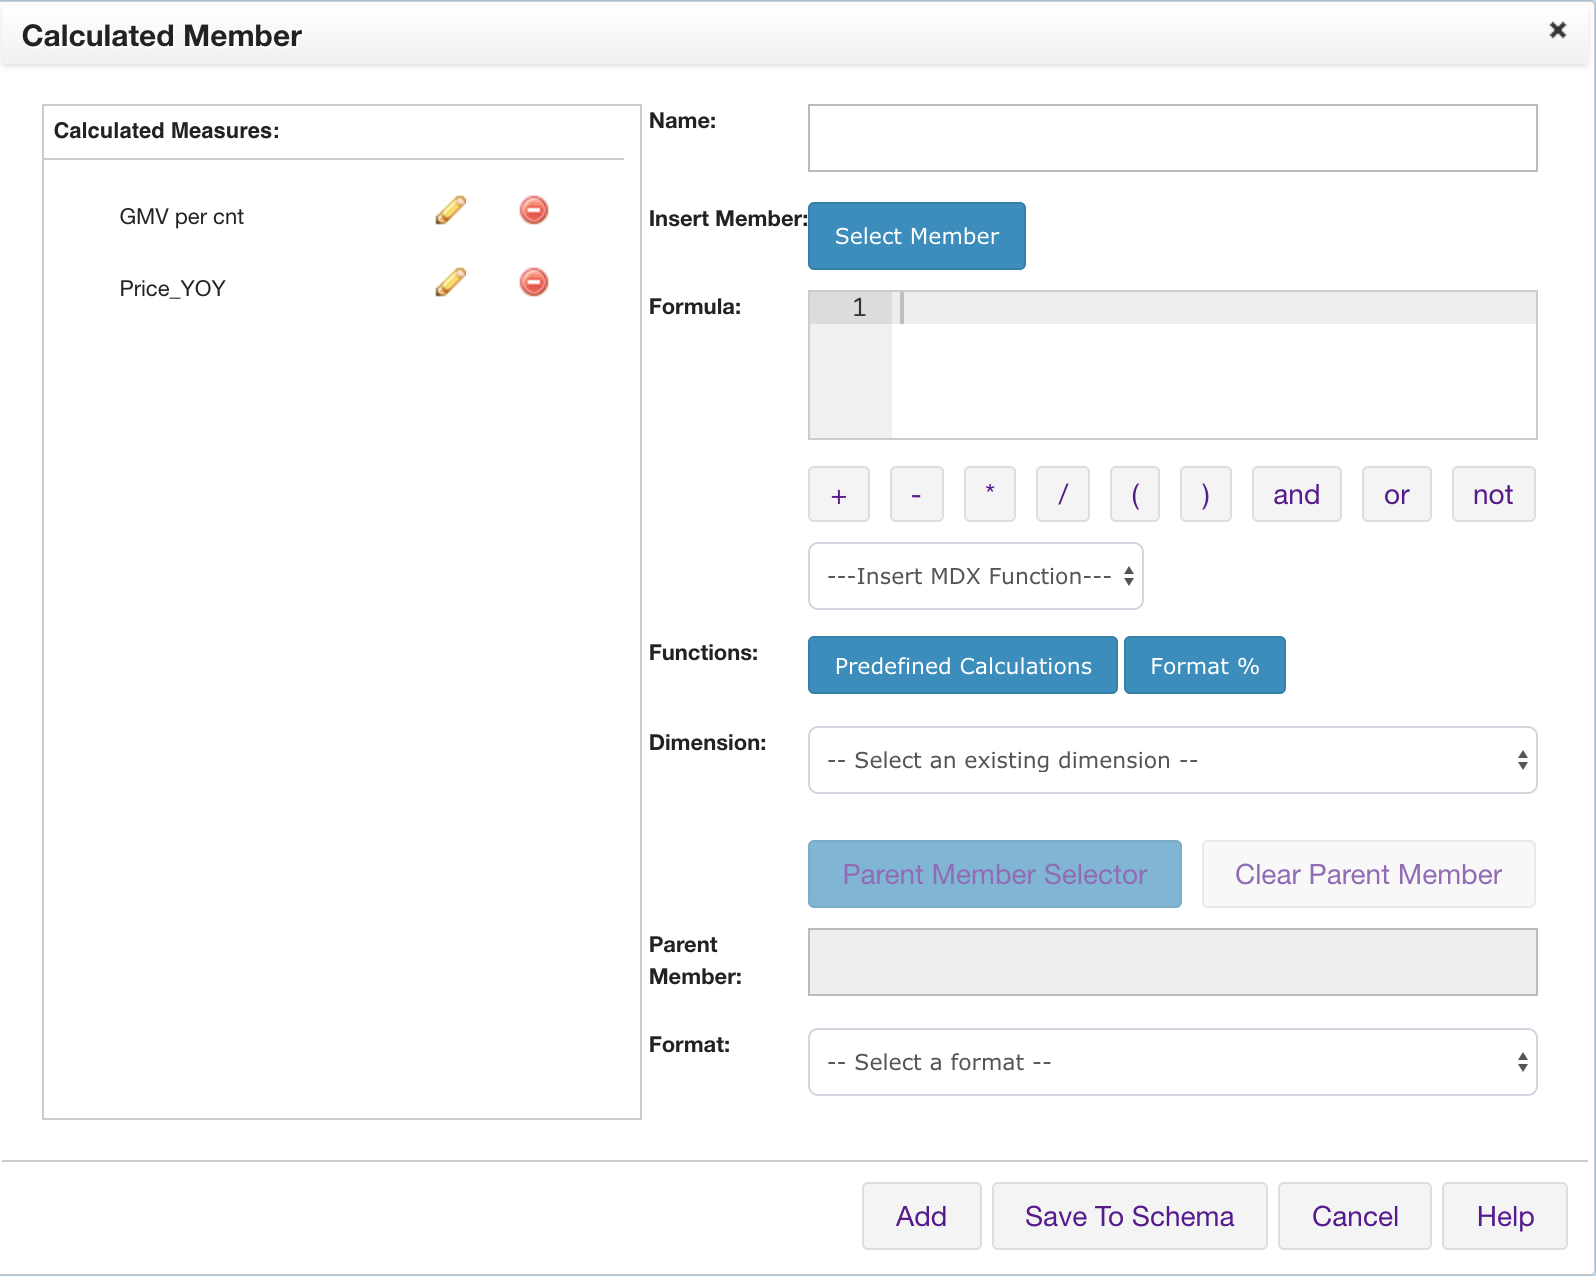 Calculated Member
Calculated Measures:
GMV per cnt
Price_YOY
Name:
Insert Member:
Select Member
Formula:
1
+ - * / ( ) and or not
---Insert MDX Function---
Functions:
Predefined Calculations
Format %
Dimension:
-- Select an existing dimension --
Parent Member Selector
Clear Parent Member
Parent
Member:
Format:
-- Select a format --
Add
Save To Schema
Cancel
Help